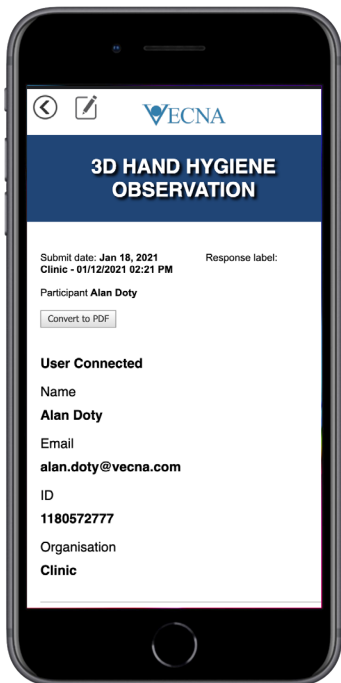 VECNA
3D HAND HYGIENE
OBSERVATION
Submit date: Jan 18, 2021 Response label:
Clinic - 01/12/2021 02:21 PM
Participant Alan Doty
Convert to PDF
User Connected
Name
Alan Doty
Email
alan.doty@vecna.com
ID
1180572777
Organisation
Clinic